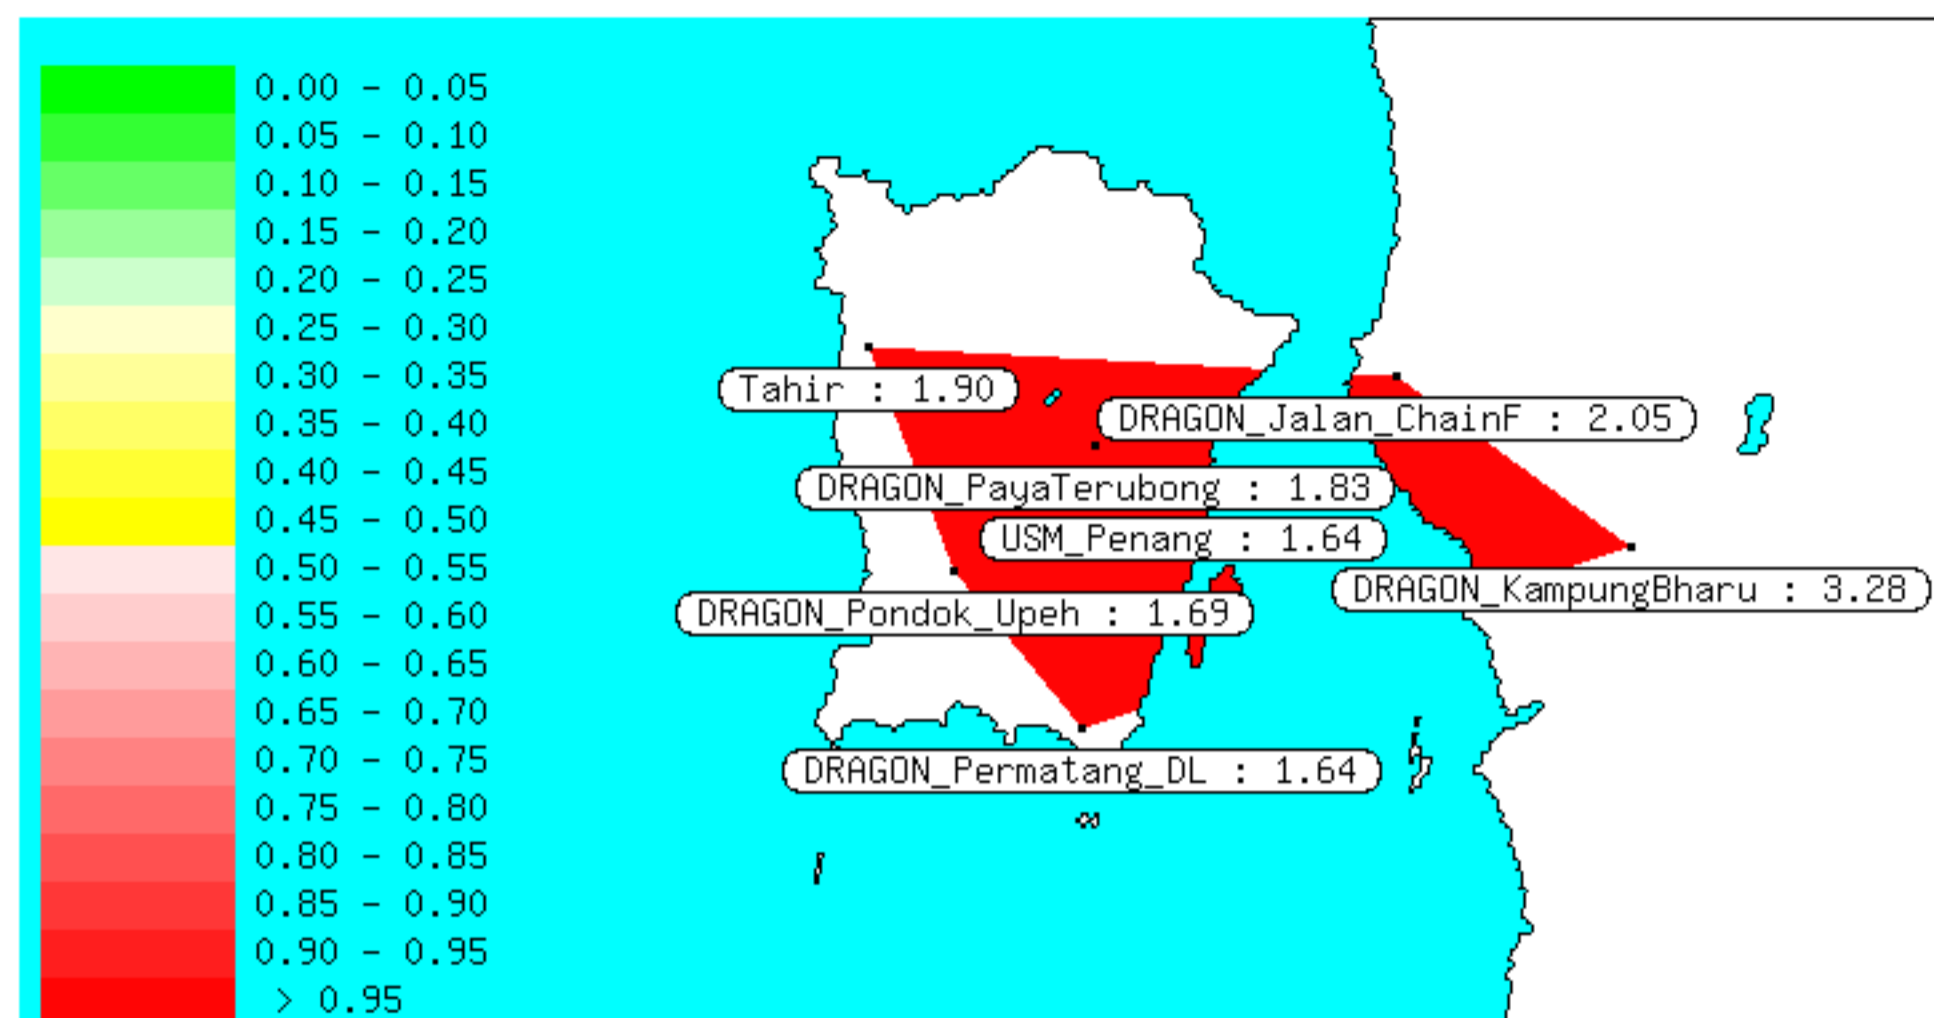 0.00 - 0.05
0.05 - 0.10
0.10 - 0.15
0.15 - 0.20
0.20 - 0.25
0.25 - 0.30
0.30 - 0.35
0.35 - 0.40
0.40 - 0.45
0.45 - 0.50
0.50 - 0.55
0.55 - 0.60
0.60 - 0.65
0.65 - 0.70
0.70 - 0.75
0.75 - 0.80
0.80 - 0.85
0.85 - 0.90
0.90 - 0.95
> 0.95
Tahir : 1.90
DRAGON_Jalan_ChainF : 2.05
DRAGON_PayaTerubong : 1.83
USM_Penang : 1.64
DRAGON_KampungBharu : 3.28
DRAGON_Pondok_Upeh : 1.69
DRAGON_Permatang_DL : 1.64